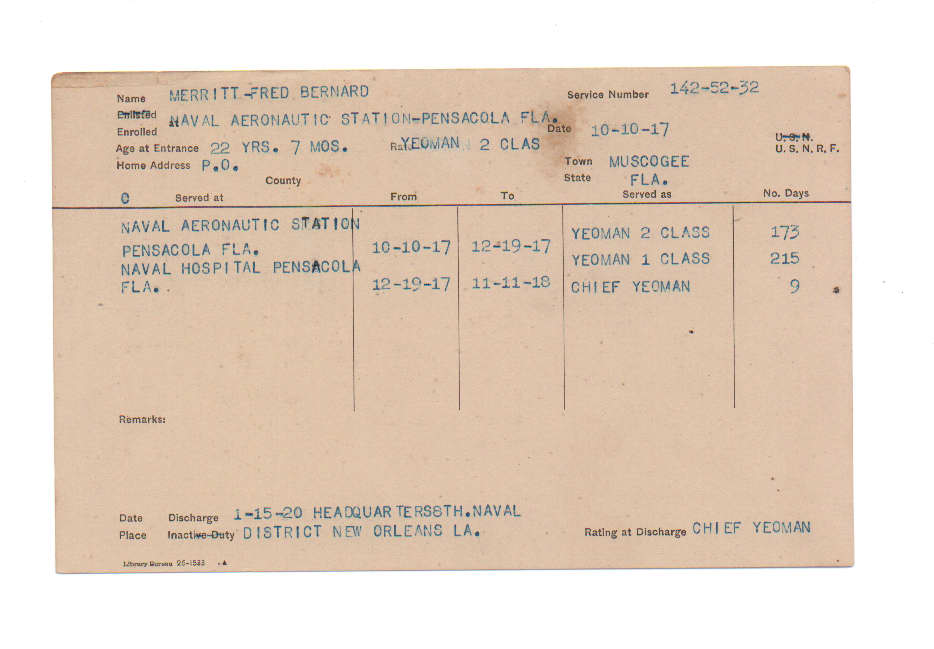 Name MERRITT-FRED BERNARD Service Number 142-52-32
Enlisted
Enrolled NAVAL AERONAUTIC STATION-PENSACOLA FLA. Date 10-10-17 U.S.N.
Age at Entrance 22 YRS. 7 MOS. YEOMAN 2 CLAS U. S. N. R. F.
Home Address P.O. Town MUSCOGEE
County State FLA.
0 Served at From To Served as No. Days
NAVAL AERONAUTIC STATION
PENSACOLA FLA. 10-10-17 12-19-17 YEOMAN 2 CLASS 173
NAVAL HOSPITAL PENSACOLA YEOMAN 1 CLASS 215
FLA. 12-19-17 11-11-18 CHIEF YEOMAN 9
Remarks:
Date Discharge 1-15-20 HEADQUARTERS8TH.NAVAL
Place Inactive Duty DISTRICT NEW ORLEANS LA. Rating at Discharge CHIEF YEOMAN
Library Bureau 26-1533